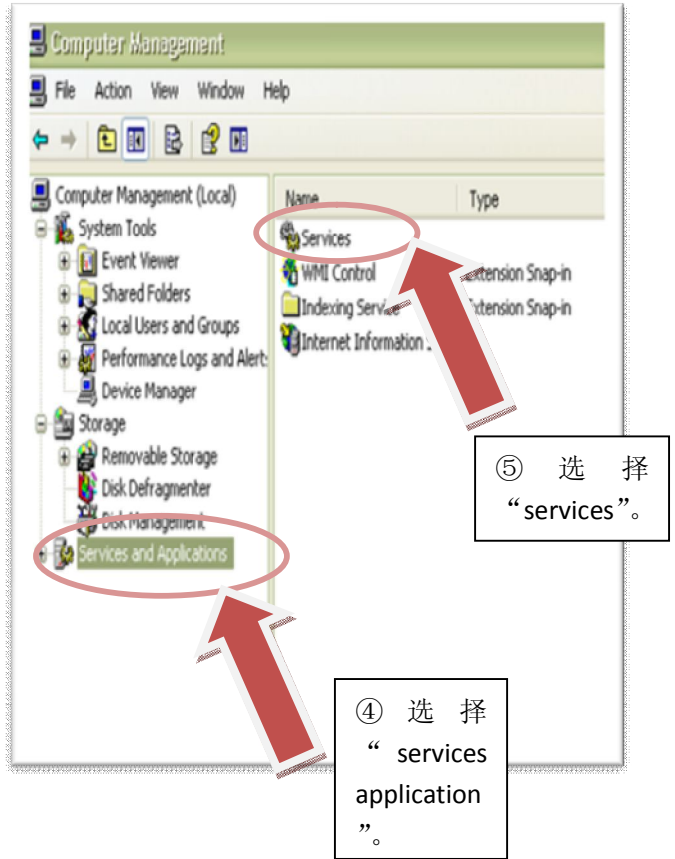 Computer Management
File Action View Window Help
Computer Management (Local)
System Tools
Event Viewer
Shared Folders
Local Users and Groups
Performance Logs and Alert
Device Manager
Storage
Removable Storage
Disk Defragmenter
Disk Management
Services and Applications
Name Type
Services
WMI Control Extension Snap-in
Indexing Service Extension Snap-in
Internet Information
⑤ 选择
“services”。
④ 选择
“ services
application
”。